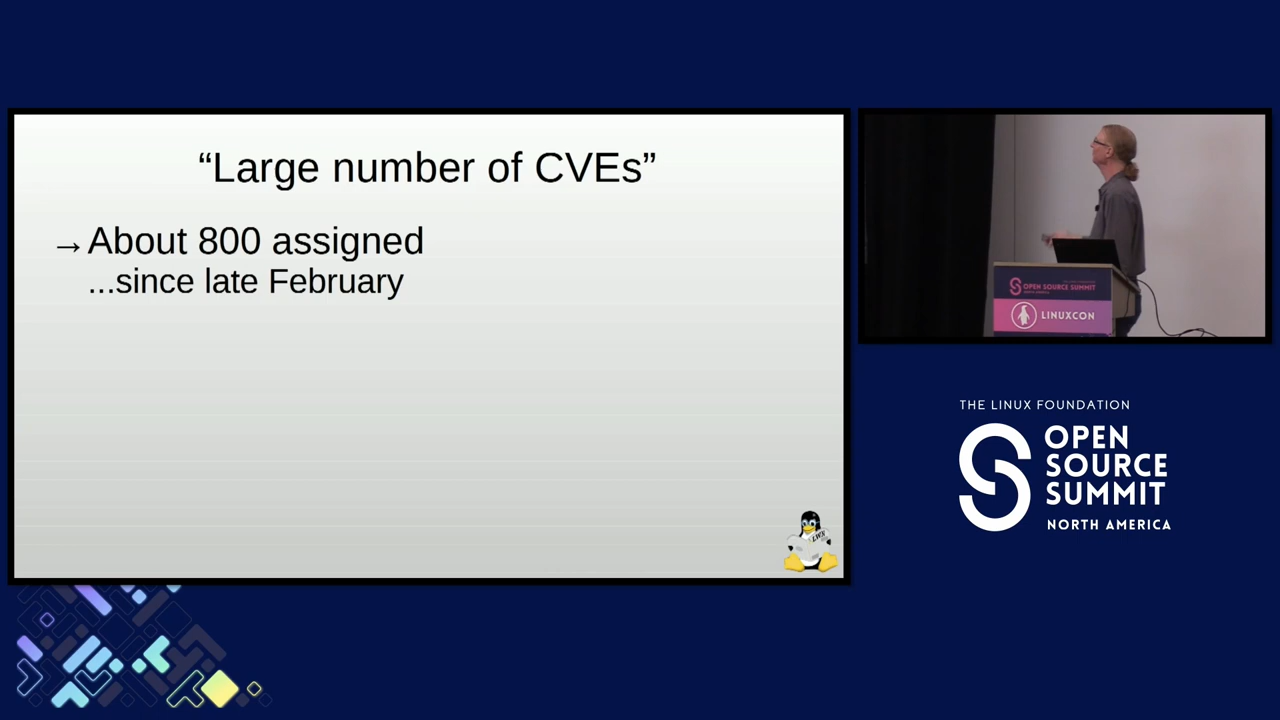 “Large number of CVEs”
→ About 800 assigned
...since late February
LWN
OPEN SOURCE SUMMIT
LINUXCON
THE LINUX FOUNDATION
OPEN
SOURCE
SUMMIT
NORTH AMERICA